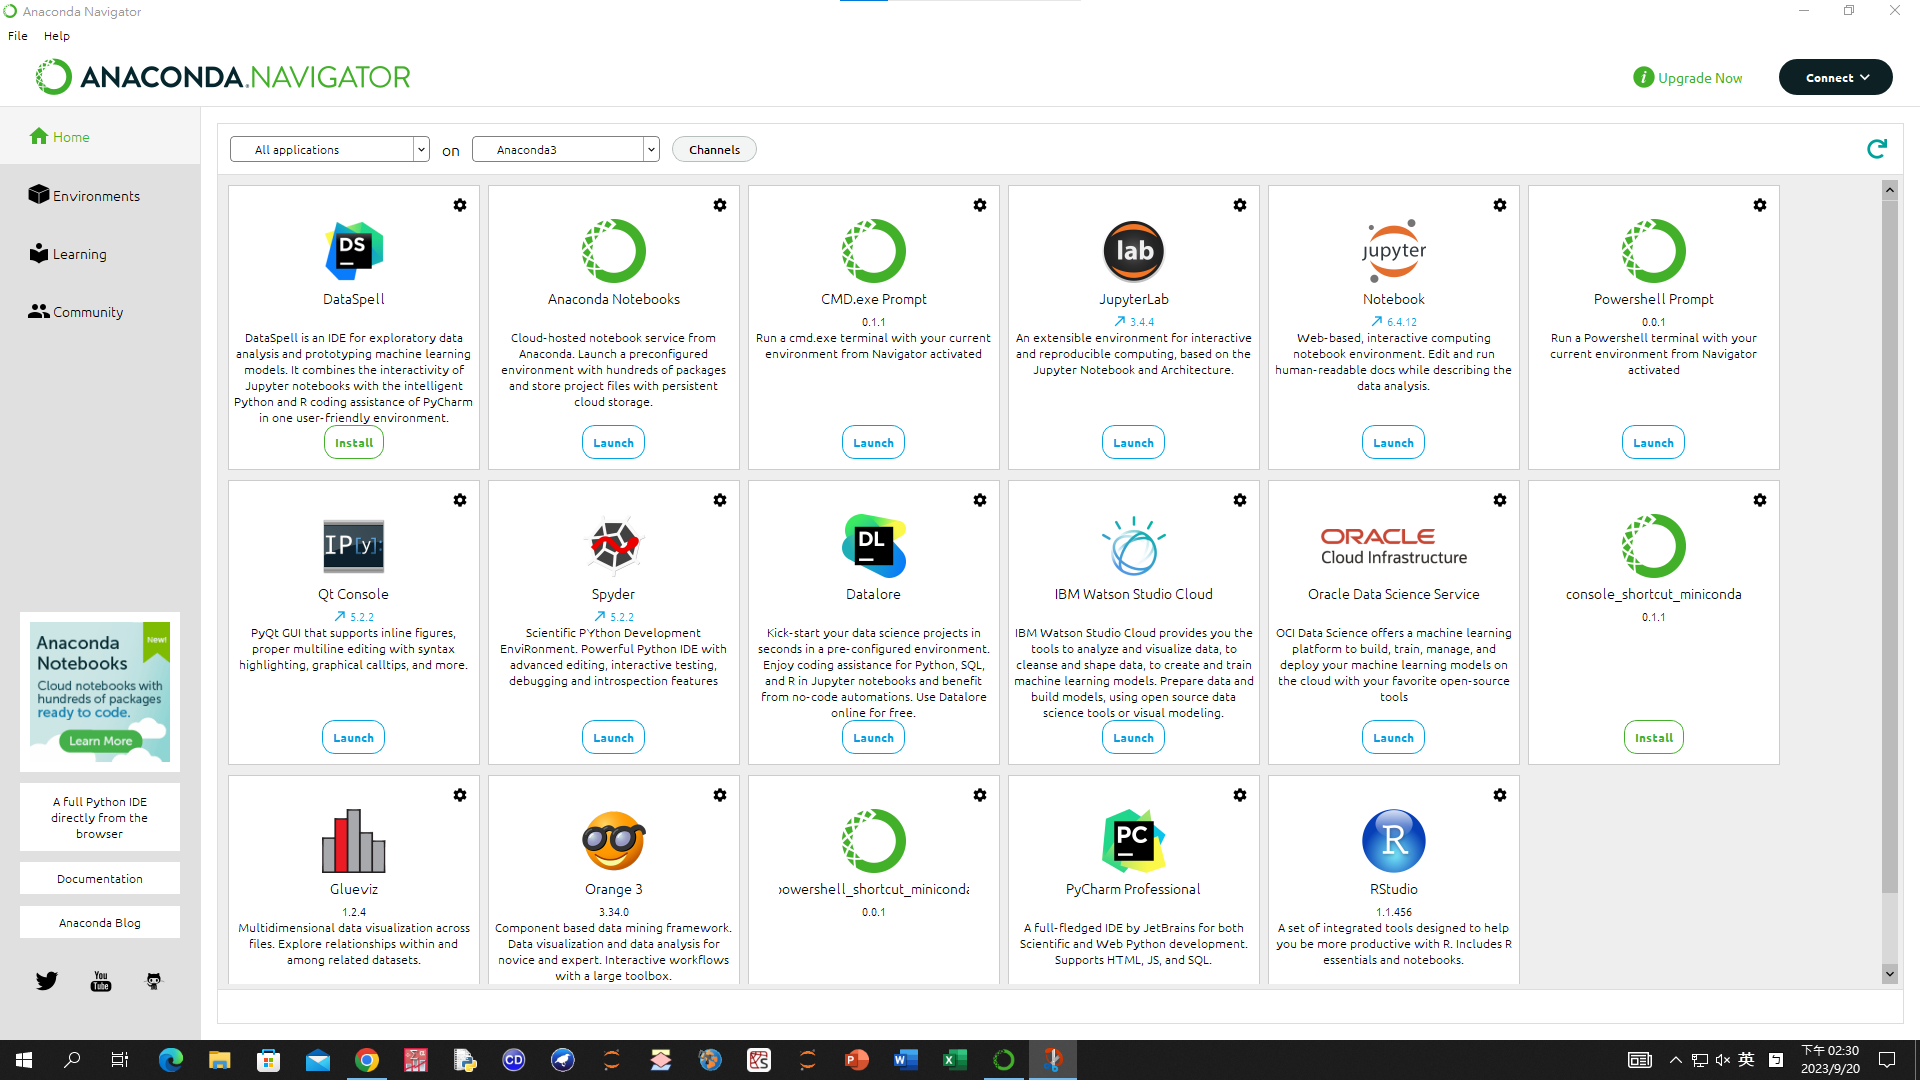 Anaconda Navigator
File Help
ANACONDA.NAVIGATOR
Upgrade Now
Connect
Home
Environments
Learning
Community
All applications on Anaconda3 Channels
DS
DataSpell
DataSpell is an IDE for exploratory data
analysis and prototyping machine learning
models. It combines the interactivity of
Jupyter notebooks with the intelligent
Python and R coding assistance of PyCharm
in one user-friendly environment.
Install
Anaconda Notebooks
Cloud-hosted notebook service from
Anaconda. Launch a preconfigured
environment with hundreds of packages
and store project files with persistent
cloud storage.
Launch
CMD.exe Prompt
0.1.1
Run a cmd.exe terminal with your current
environment from Navigator activated
Launch
lab
JupyterLab
3.4.4
An extensible environment for interactive
and reproducible computing, based on the
Jupyter Notebook and Architecture.
Launch
jupyter
Notebook
6.4.12
Web-based, interactive computing
notebook environment. Edit and run
human-readable docs while describing the
data analysis.
Launch
Powershell Prompt
0.0.1
Run a Powershell terminal with your
current environment from Navigator
activated
Launch
IP[y]:
Qt Console
5.2.2
PyQt GUI that supports inline figures,
proper multiline editing with syntax
highlighting, graphical calltips, and more.
Launch
Spyder
5.2.2
Scientific PYthon Development
EnviRonment. Powerful Python IDE with
advanced editing, interactive testing,
debugging and introspection features
Launch
DL
Datalore
Kick-start your data science projects in
seconds in a pre-configured environment.
Enjoy coding assistance for Python, SQL,
and R in Jupyter notebooks and benefit
from no-code automations. Use Datalore
online for free.
Launch
IBM Watson Studio Cloud
IBM Watson Studio Cloud provides you the
tools to analyze and visualize data, to
cleanse and shape data, to create and train
machine learning models. Prepare data and
build models, using open source data
science tools or visual modeling.
Launch
ORACLE
Cloud Infrastructure
Oracle Data Science Service
OCI Data Science offers a machine learning
platform to build, train, manage, and
deploy your machine learning models on
the cloud with your favorite open-source
tools
Launch
console_shortcut_miniconda
0.1.1
Install
Glueviz
1.2.4
Multidimensional data visualization across
files. Explore relationships within and
among related datasets.
Orange 3
3.34.0
Component based data mining framework.
Data visualization and data analysis for
novice and expert. Interactive workflows
with a large toolbox.
powershell_shortcut_miniconda
0.0.1
PC
PyCharm Professional
A full-fledged IDE by JetBrains for both
Scientific and Web Python development.
Supports HTML, JS, and SQL.
R
RStudio
1.1.456
A set of integrated tools designed to help
you be more productive with R. Includes R
essentials and notebooks.
Anaconda
Notebooks
New!
Cloud notebooks with
hundreds of packages
ready to code.
Learn More
A full Python IDE
directly from the
browser
Documentation
Anaconda Blog
You
Tube
CD
P
W
X
英
下午 02:30
2023/9/20